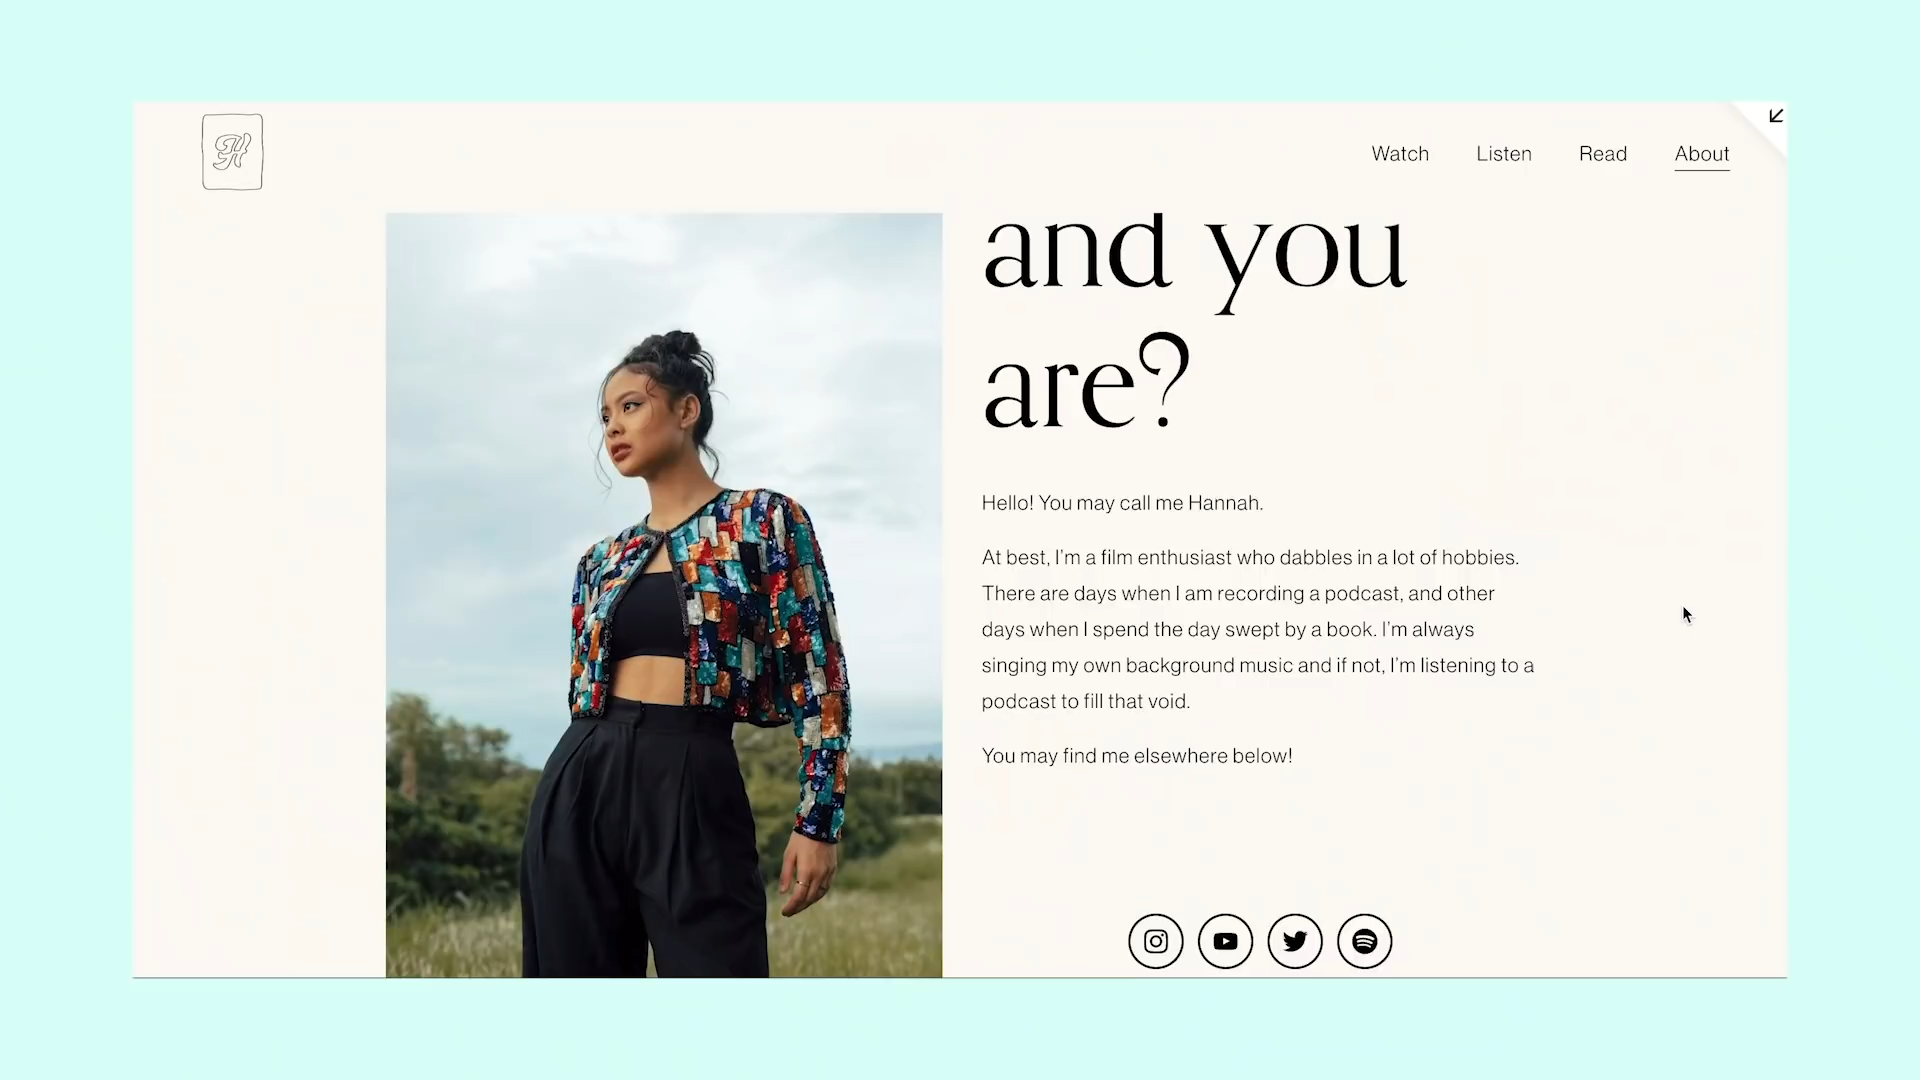 H
Watch Listen Read About
and you
are?
Hello! You may call me Hannah.
At best, I'm a film enthusiast who dabbles in a lot of hobbies.
There are days when I am recording a podcast, and other
days when I spend the day swept by a book. I'm always
singing my own background music and if not, I'm listening to a
podcast to fill that void.
You may find me elsewhere below!